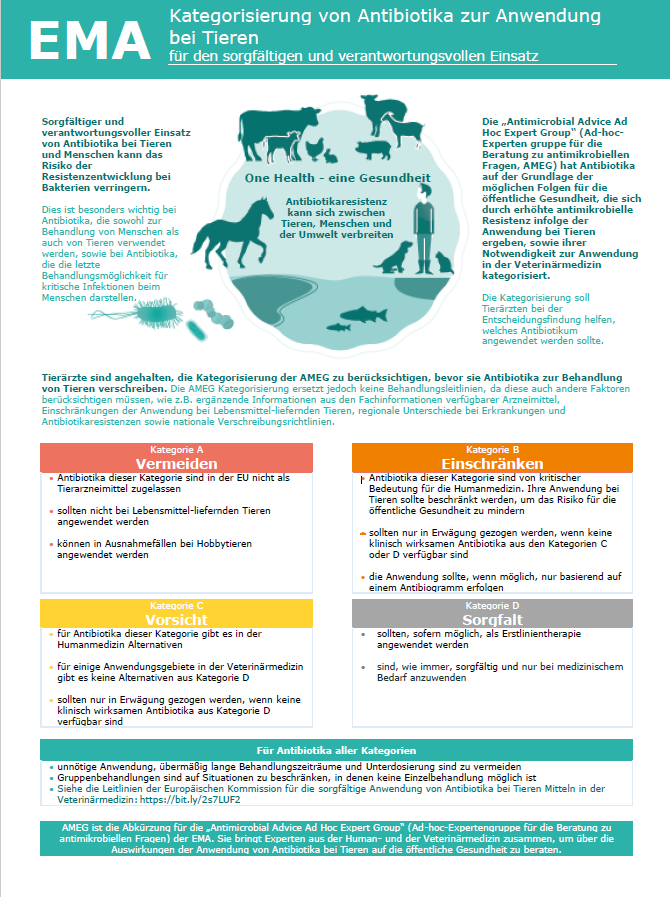 EMA
Kategorisierung von Antibiotika zur Anwendung
bei Tieren
für den sorgfältigen und verantwortungsvollen Einsatz
Sorgfältiger und
verantwortungsvoller Einsatz
von Antibiotika bei Tieren
und Menschen kann das
Risiko der
Resistenzentwicklung bei
Bakterien verringern.
Dies ist besonders wichtig bei
Antibiotika, die sowohl zur
Behandlung von Menschen als
auch von Tieren verwendet
werden, sowie bei Antibiotika,
die die letzte
Behandlungsmöglichkeit für
kritische Infektionen beim
Menschen darstellen.
One Health - eine Gesundheit
Antibiotikaresistenz
kann sich zwischen
Tieren, Menschen und
der Umwelt verbreiten
Die „Antimicrobial Advice Ad
Hoc Expert Group“ (Ad-hoc-
Experten gruppe für die
Beratung zu antimikrobiellen
Fragen, AMEG) hat Antibiotika
auf der Grundlage der
möglichen Folgen für die
öffentliche Gesundheit, die sich
durch erhöhte antimikrobielle
Resistenz infolge der
Anwendung bei Tieren
ergeben, sowie ihrer
Notwendigkeit zur Anwendung
in der Veterinärmedizin
kategorisiert.
Die Kategorisierung soll
Tierärzten bei der
Entscheidungsfindung helfen,
welches Antibiotikum
angewendet werden sollte.
Tierärzte sind angehalten, die Kategorisierung der AMEG zu berücksichtigen, bevor sie Antibiotika zur Behandlung
von Tieren verschreiben. Die AMEG Kategorisierung ersetzt jedoch keine Behandlungsleitlinien, da diese auch andere Faktoren
berücksichtigen müssen, wie z.B. ergänzende Informationen aus den Fachinformationen verfügbarer Arzneimittel,
Einschränkungen der Anwendung bei Lebensmittel-liefernden Tieren, regionale Unterschiede bei Erkrankungen und
Antibiotikaresistenzen sowie nationale Verschreibungsrichtlinien.
Kategorie A
Vermeiden
• Antibiotika dieser Kategorie sind in der EU nicht als
Tierarzneimittel zugelassen
• sollten nicht bei Lebensmittel-liefernden Tieren
angewendet werden
• können in Ausnahmefällen bei Hobbytieren
angewendet werden
Kategorie B
Einschränken
• Antibiotika dieser Kategorie sind von kritischer
Bedeutung für die Humanmedizin. Ihre Anwendung bei
Tieren sollte beschränkt werden, um das Risiko für die
öffentliche Gesundheit zu mindern
• sollten nur in Erwägung gezogen werden, wenn keine
klinisch wirksamen Antibiotika aus den Kategorien C
oder D verfügbar sind
• die Anwendung sollte, wenn möglich, nur basierend auf
einem Antibiogramm erfolgen
Kategorie C
Vorsicht
• für Antibiotika dieser Kategorie gibt es in der
Humanmedizin Alternativen
• für einige Anwendungsgebiete in der Veterinärmedizin
gibt es keine Alternativen aus Kategorie D
• sollten nur in Erwägung gezogen werden, wenn keine
klinisch wirksamen Antibiotika aus Kategorie D
verfügbar sind
Kategorie D
Sorgfalt
• sollten, sofern möglich, als Erstlinientherapie
angewendet werden
• sind, wie immer, sorgfältig und nur bei medizinischem
Bedarf anzuwenden
Für Antibiotika aller Kategorien
• unnötige Anwendung, übermäßig lange Behandlungszeiträume und Unterdosierung sind zu vermeiden
• Gruppenbehandlungen sind auf Situationen zu beschränken, in denen keine Einzelbehandlung möglich ist
• Siehe die Leitlinien der Europäischen Kommission für die sorgfältige Anwendung von Antibiotika bei Tieren Mitteln in der
Veterinärmedizin: https://bit.ly/2s7LUF2
AMEG ist die Abkürzung für die „Antimicrobial Advice Ad Hoc Expert Group“ (Ad-hoc-Expertengruppe für die Beratung zu
antimikrobiellen Fragen) der EMA. Sie bringt Experten aus der Human- und der Veterinärmedizin zusammen, um über die
Auswirkungen der Anwendung von Antibiotika bei Tieren auf die öffentliche Gesundheit zu beraten.